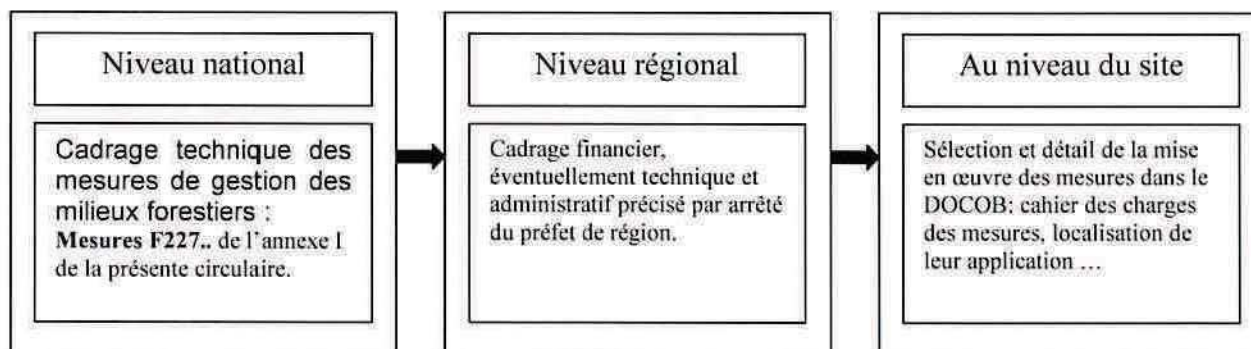 Niveau national
Cadrage technique des
mesures de gestion des
milieux forestiers :
Mesures F227.. de l'annexe I
de la présente circulaire.
Niveau régional
Cadrage financier,
éventuellement technique et
administratif précisé par arrêté
du préfet de région.
Au niveau du site
Sélection et détail de la mise
en œuvre des mesures dans le
DOCOB; cahier des charges
des mesures, localisation de
leur application ...